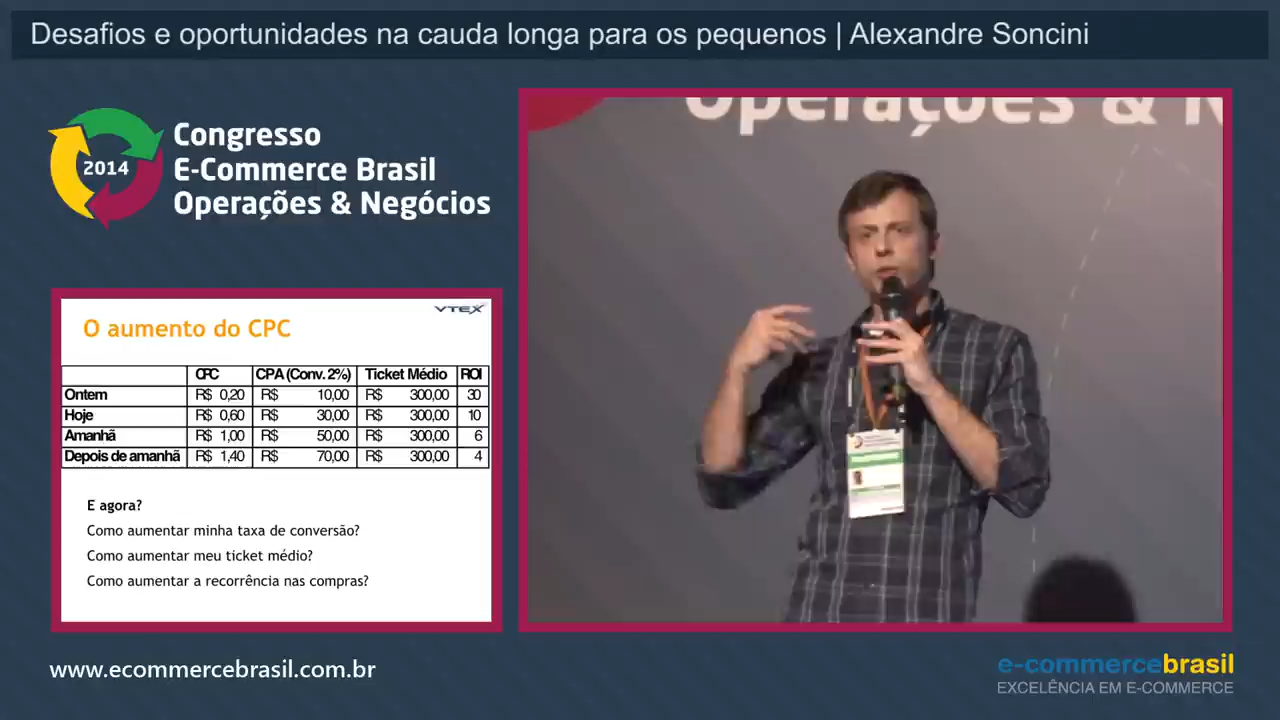 Desafios e oportunidades na cauda longa para os pequenos | Alexandre Soncini
2014
Congresso
E-Commerce Brasil
Operações & Negócios
Operações & N
VTEX
O aumento do CPC
CPC CPA (Conv. 2%) Ticket Médio ROI
Ontem R$ 0,20 R$ 10,00 R$ 300,00 30
Hoje R$ 0,60 R$ 30,00 R$ 300,00 10
Amanhã R$ 1,00 R$ 50,00 R$ 300,00 6
Depois de amanhã R$ 1,40 R$ 70,00 R$ 300,00 4
E agora?
Como aumentar minha taxa de conversão?
Como aumentar meu ticket médio?
Como aumentar a recorrência nas compras?
www.ecommercebrasil.com.br
e-commercebrasil
EXCELÊNCIA EM E-COMMERCE